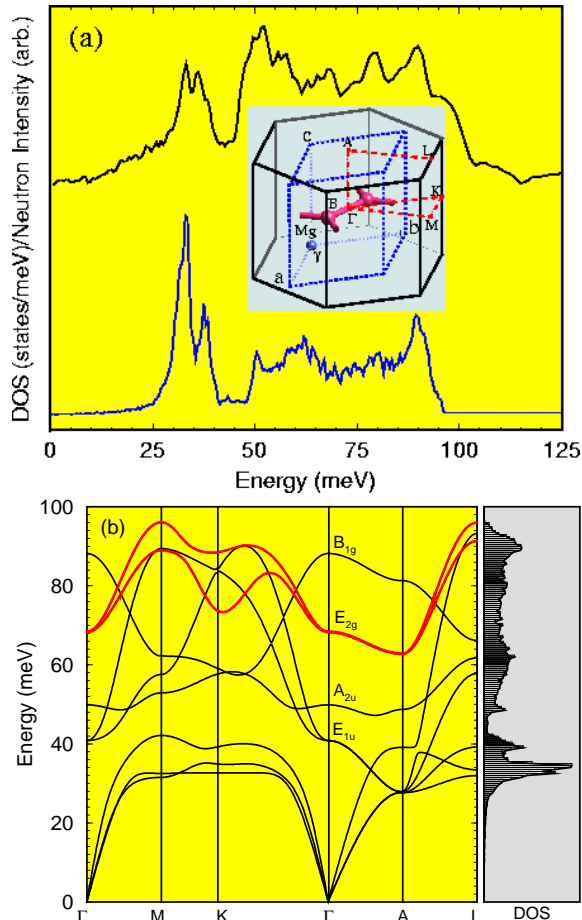 (a)
DOS (states/meV)/Neutron Intensity (arb.)
C
A
L
B
K
Γ
M
Mg
b
γ
a
0 25 50 75 100 125
Energy (meV)
(b)
100
80
60
40
20
0
Energy (meV)
B1g
E2g
A2u
E1u
Γ M K Γ A L
DOS